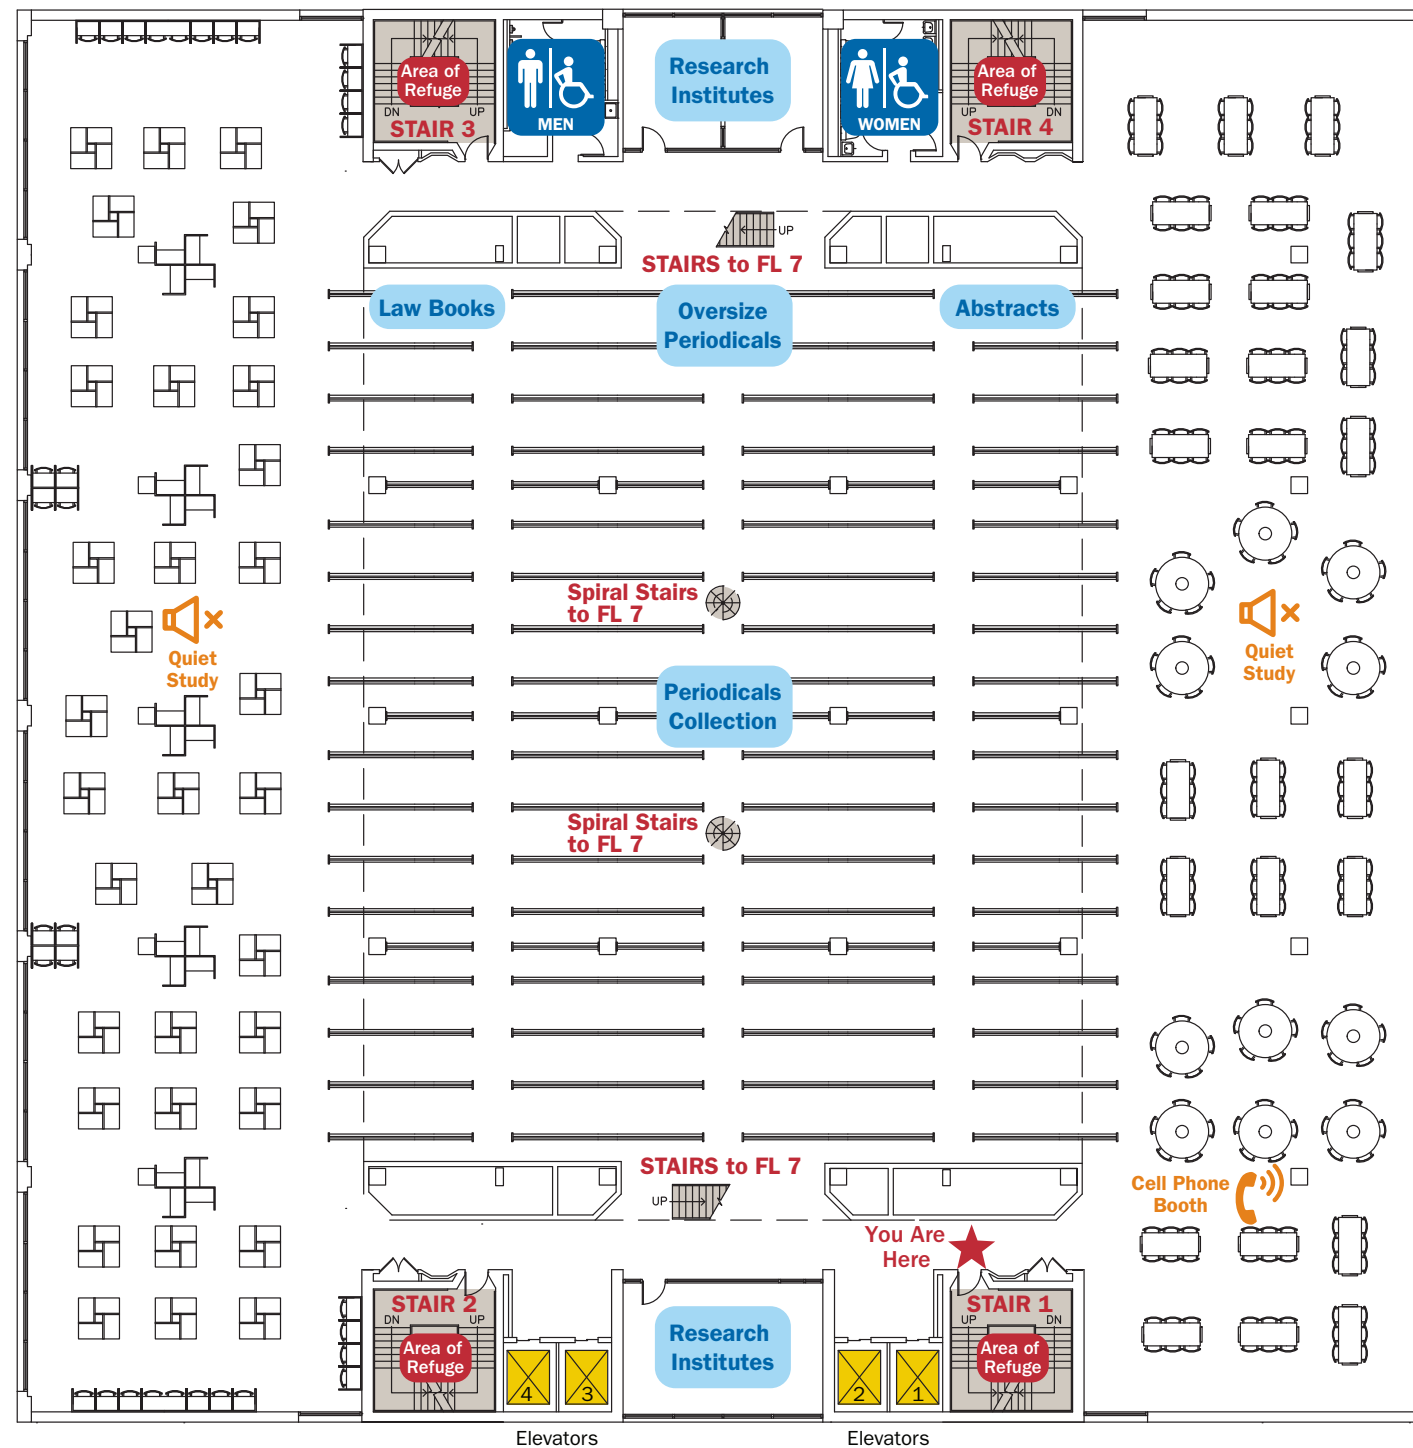 Area of
Refuge
DN
UP
STAIR 3
MEN
Research
Institutes
WOMEN
Area of
Refuge
UP
DN
STAIR 4
UP
STAIRS to FL 7
Law Books
Oversize
Periodicals
Abstracts
Spiral Stairs
to FL 7
Quiet
Study
Quiet
Study
Periodicals
Collection
Spiral Stairs
to FL 7
STAIRS to FL 7
UP
Cell Phone
Booth
You Are
Here
STAIR 2
DN
UP
Area of
Refuge
4
3
Research
Institutes
2
1
STAIR 1
UP
DN
Area of
Refuge
Elevators
Elevators